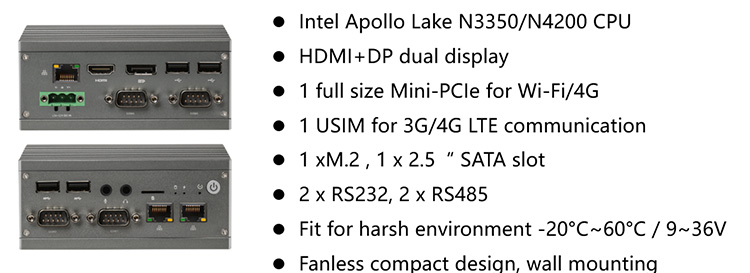 Intel Apollo Lake N3350/N4200 CPU
HDMI+DP dual display
1 full size Mini-PCIe for Wi-Fi/4G
1 USIM for 3G/4G LTE communication
1 xM.2 , 1 x 2.5 “ SATA slot
2 x RS232, 2 x RS485
Fit for harsh environment -20°C~60°C / 9~36V
Fanless compact design, wall mounting
HDMI